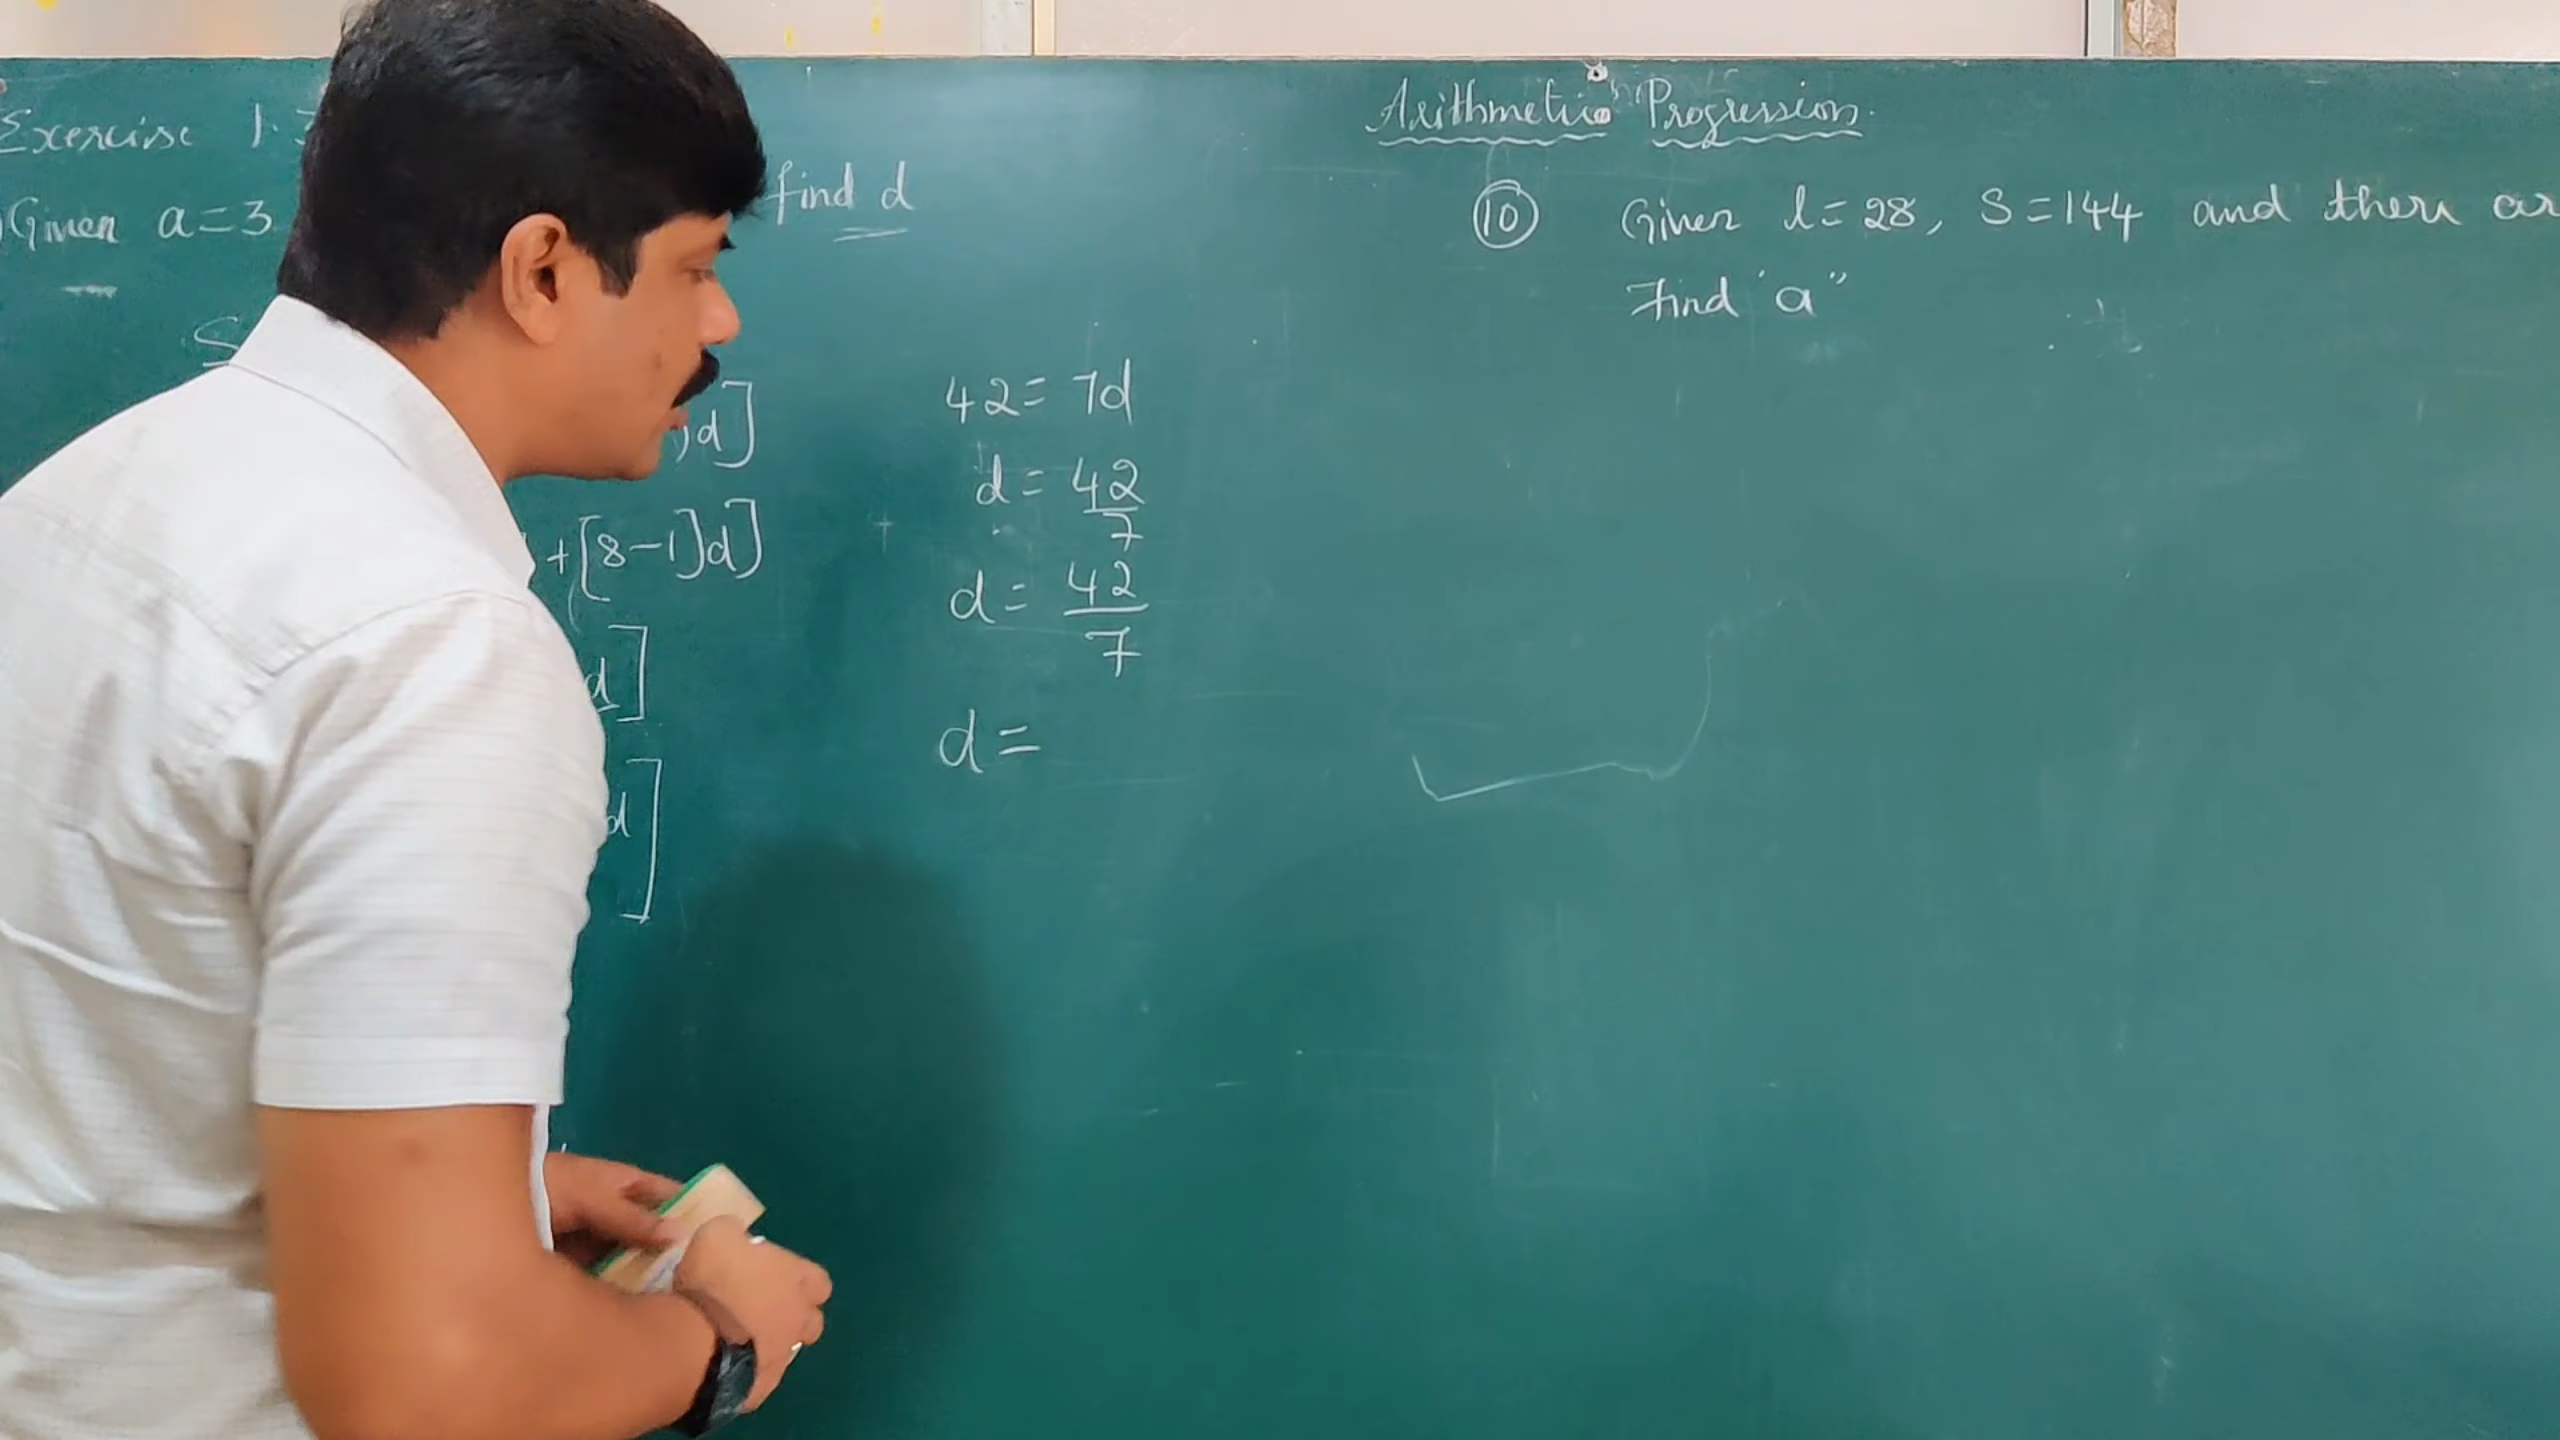 Exercise 1.3
Given a=3
find d
d]
+[8-1]d]
d]
d]
42= 7d
d= 42/7
d= 42/7
d=
Arithmetic Progression.
10 Given l=28, S=144 and there
Find "a"